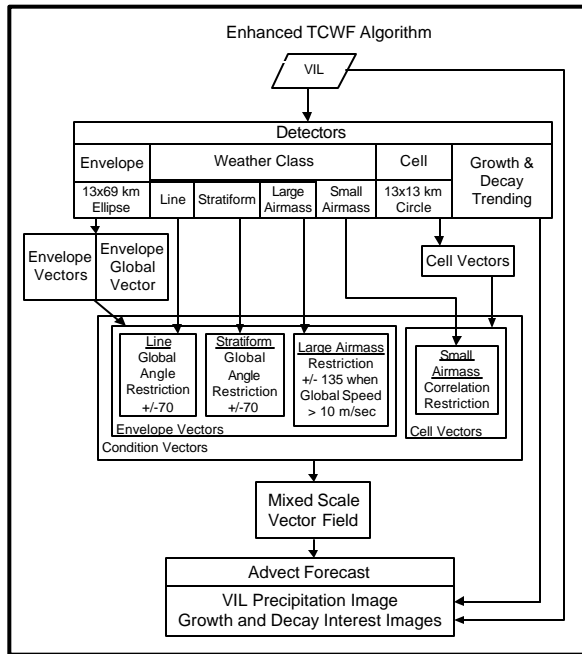 Enhanced TCWF Algorithm
VIL
Detectors
Envelope
Weather Class
Cell
Growth &
Decay
Trending
13x69 km
Ellipse
Line
Stratiform
Large
Airmass
Small
Airmass
13x13 km
Circle
Envelope
Vectors
Envelope
Global
Vector
Cell Vectors
Line
Global
Angle
Restriction
+/-70
Stratiform
Global
Angle
Restriction
+/-70
Large Airmass
Restriction
+/- 135 when
Global Speed
> 10 m/sec
Small
Airmass
Correlation
Restriction
Envelope Vectors
Cell Vectors
Condition Vectors
Mixed Scale
Vector Field
Advect Forecast
VIL Precipitation Image
Growth and Decay Interest Images